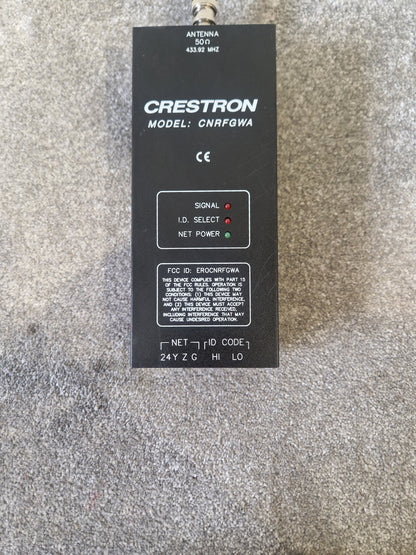 ANTENNA
50Ω
433.92 MHZ
CRESTRON
MODEL: CNRFGWA
CE
SIGNAL
I.D. SELECT
NET POWER
FCC ID: EROCNRFGWA
THIS DEVICE COMPLIES WITH PART 15
OF THE FCC RULES. OPERATION IS
SUBJECT TO THE FOLLOWING TWO
CONDITIONS: (1) THIS DEVICE MAY
NOT CAUSE HARMFUL INTERFERENCE,
AND (2) THIS DEVICE MUST ACCEPT
ANY INTERFERENCE RECEIVED,
INCLUDING INTERFERENCE THAT MAY
CAUSE UNDESIRED OPERATION.
NET ID CODE
24 Y Z G HI LO